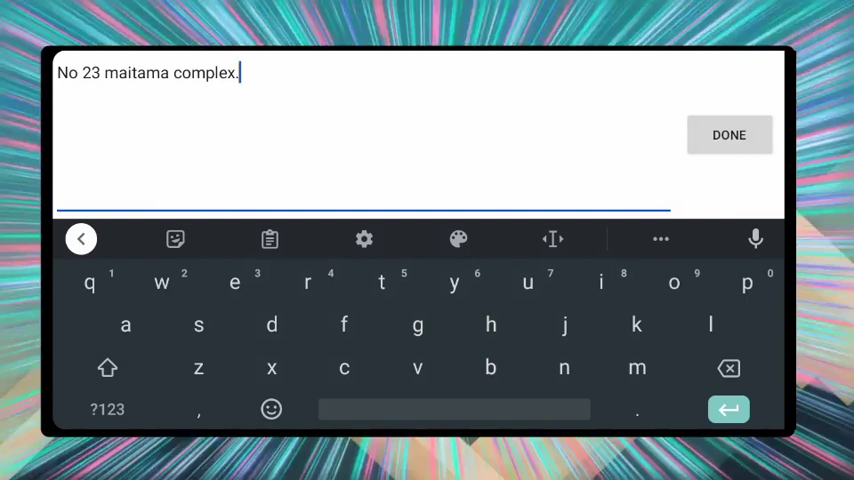 No 23 maitama complex.
DONE
q 1 w 2 e 3 r 4 t 5 y 6 u 7 i 8 o 9 p 0
a s d f g h j k l
z x c v b n m
?123 , .